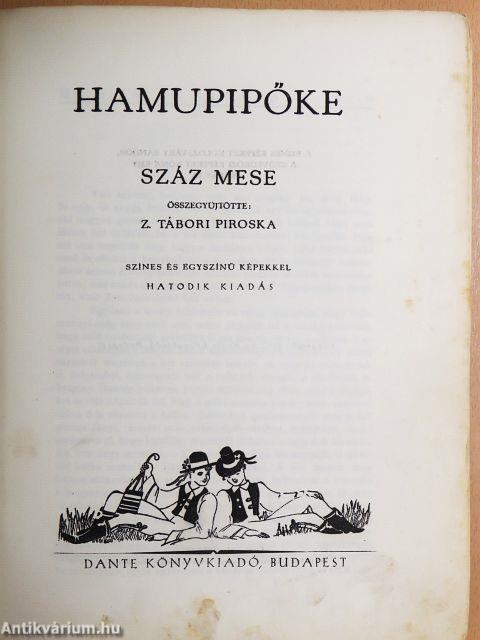 HAMUPIPŐKE
SZÁZ MESE
ÖSSZEGYŰJTÖTTE:
Z. TÁBORI PIROSKA
SZÍNES ÉS EGYSZÍNŰ KÉPEKKEL
HATODIK KIADÁS
DANTE KÖNYVKIADÓ, BUDAPEST
Antikvárium.hu